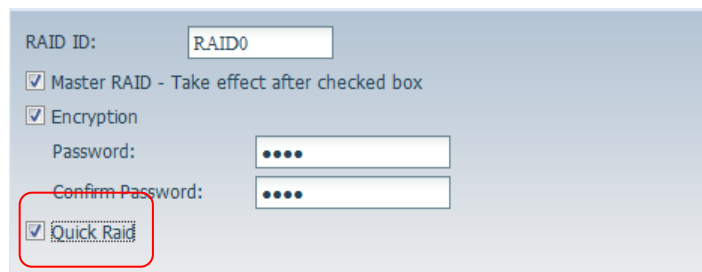 RAID ID: RAID0
Master RAID - Take effect after checked box
Encryption
Password: ●●●●
Confirm Password: ●●●●
Quick Raid